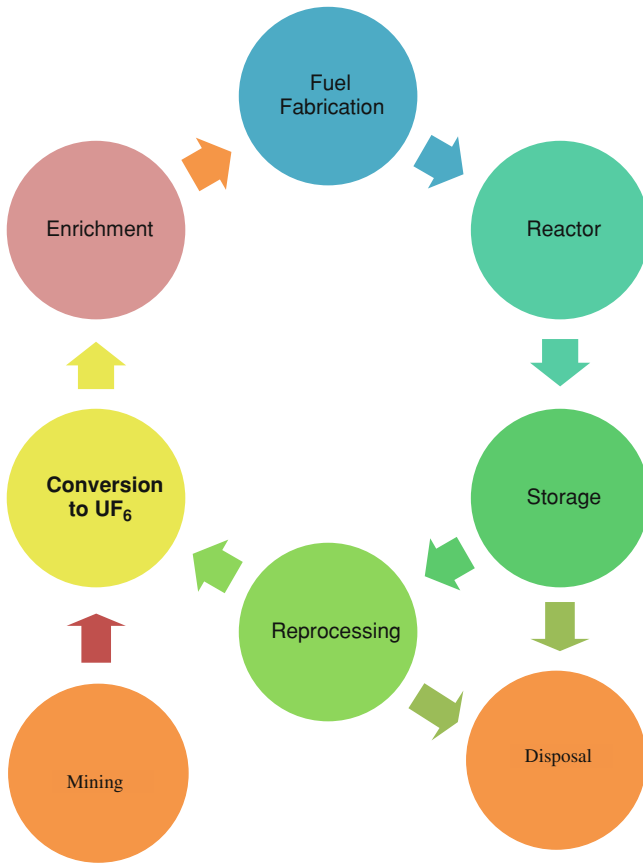 Fuel
Fabrication
Enrichment
Reactor
Conversion
to UF₆
Storage
Reprocessing
Mining
Disposal